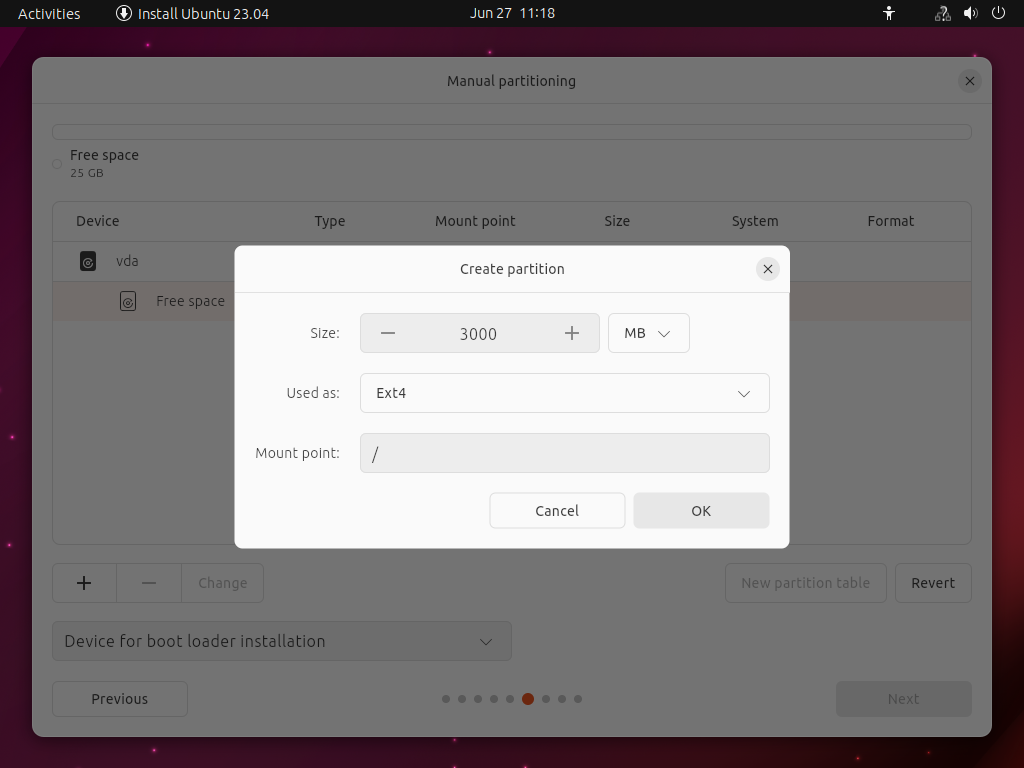 Activities Install Ubuntu 23.04 Jun 27 11:18
Manual partitioning
Free space
25 GB
Device Type Mount point Size System Format
vda
Free space
Create partition
Size: 3000 MB
Used as: Ext4
Mount point: /
Cancel OK
Change New partition table Revert
Device for boot loader installation
Previous Next